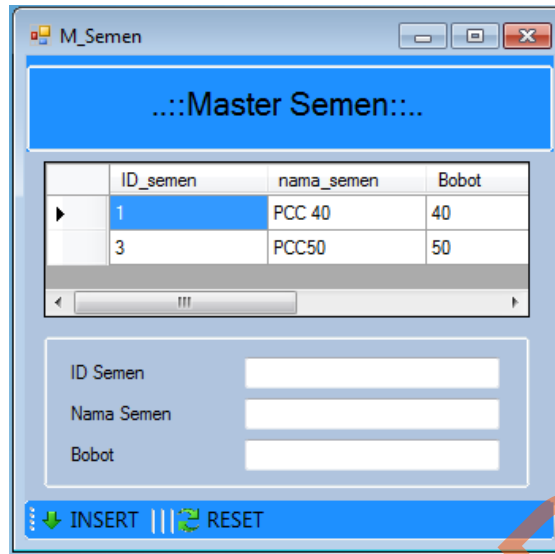 M_Semen
..::Master Semen::..
ID_semen nama_semen Bobot
1 PCC 40 40
3 PCC50 50
ID Semen
Nama Semen
Bobot
INSERT RESET